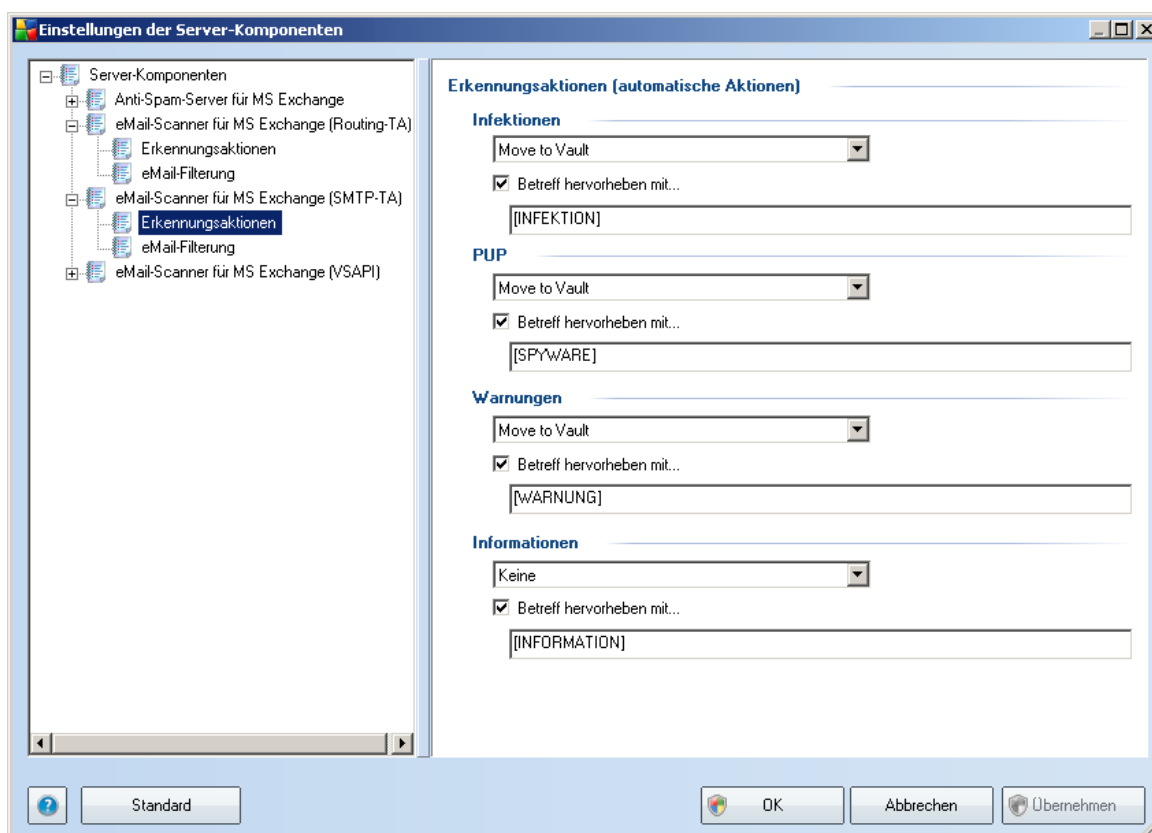 Einstellungen der Server-Komponenten
Server-Komponenten
Anti-Spam-Server für MS Exchange
eMail-Scanner für MS Exchange (Routing-TA)
Erkennungsaktionen
eMail-Filterung
eMail-Scanner für MS Exchange (SMTP-TA)
Erkennungsaktionen
eMail-Filterung
eMail-Scanner für MS Exchange (VSAPI)
Erkennungsaktionen (automatische Aktionen)
Infektionen
Move to Vault
Betreff hervorheben mit...
[INFEKTION]
PUP
Move to Vault
Betreff hervorheben mit...
[SPYWARE]
Warnungen
Move to Vault
Betreff hervorheben mit...
[WARNUNG]
Informationen
Keine
Betreff hervorheben mit...
[INFORMATION]
Standard
OK
Abbrechen
Übernehmen